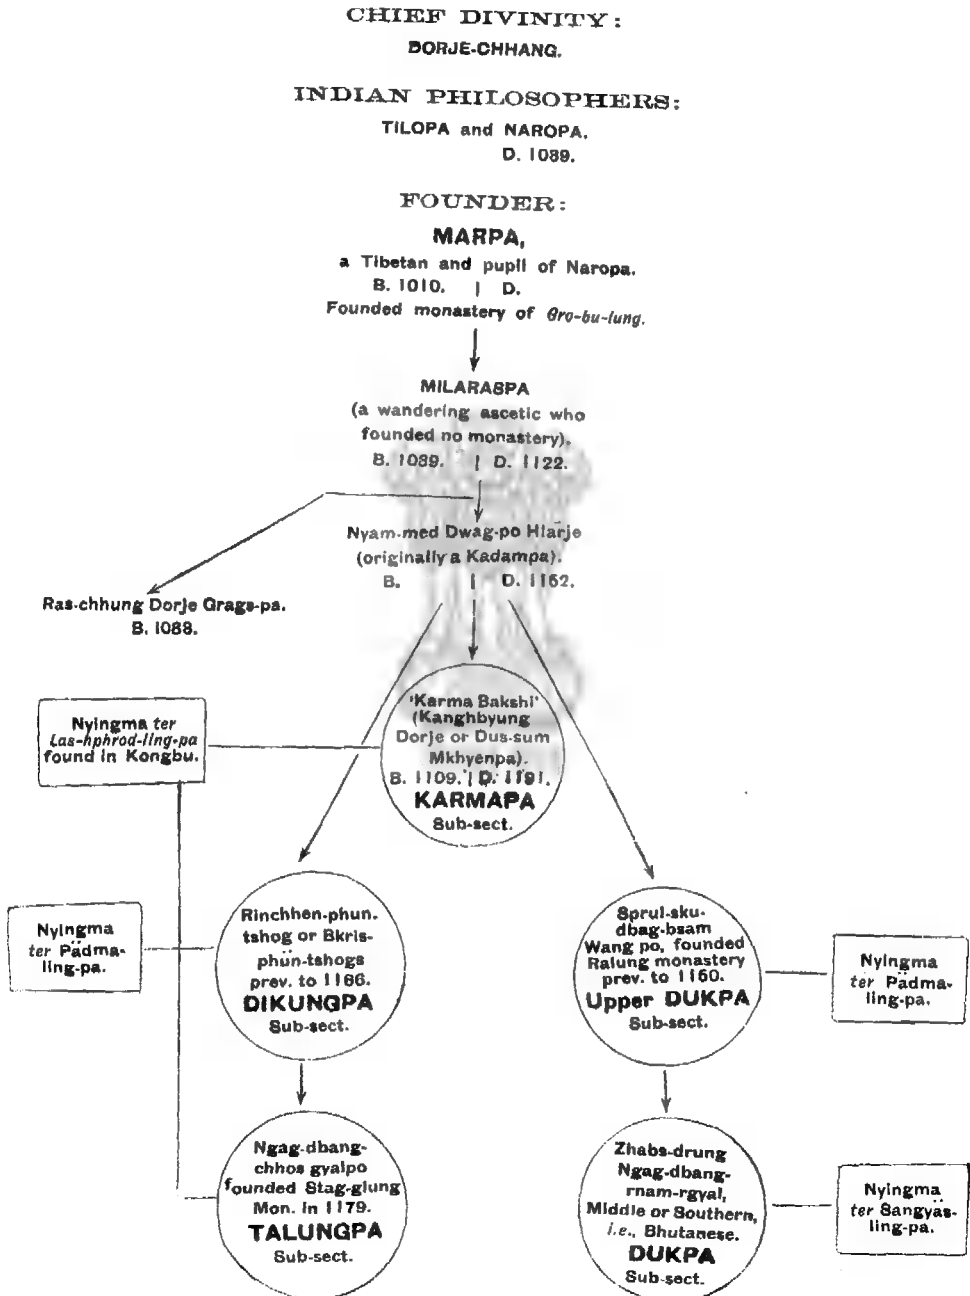 CHIEF DIVINITY:
DORJE-CHHANG.
INDIAN PHILOSOPHERS:
TILOPA and NAROPA.
D. 1039.
FOUNDER:
MARPA,
a Tibetan and pupil of Naropa.
B. 1010. | D.
Founded monastery of Gro-bu-lung.
MILARASPA
(a wandering ascetic who
founded no monastery).
B. 1039. | D. 1122.
Nyam-med Dwag-po Hlarje
(originally a Kadampa).
B. | D. 1152.
Ras-chhung Dorje Grags-pa.
B. 1088.
'Karma Bakshi'
(Kanghbyung
Dorje or Dus-sum
Mkhyenpa).
B. 1109. | D. 1191.
KARMAPA
Sub-sect.
Nyingma ter
Las-hphrod-ling-pa
found in Kongbu.
Rinchhen-phun-
tshog or Bkris-
phün-tshogs
prev. to 1166.
DIKUNGPA
Sub-sect.
Nyingma
ter Pädma-
ling-pa.
Sprul-sku-
dbag-bsam
Wang po, founded
Ralung monastery
prev. to 1160.
Upper DUKPA
Sub-sect.
Nyingma
ter Pädma-
ling-pa.
Ngag-dbang-
chhos gyalpo
founded Stag-glung
Mon. in 1179.
TALUNGPA
Sub-sect.
Zhabs-drung
Ngag-dbang-
rnam-rgyal,
Middle or Southern,
i.e., Bhutanese.
DUKPA
Sub-sect.
Nyingma
ter Sangyäs-
ling-pa.